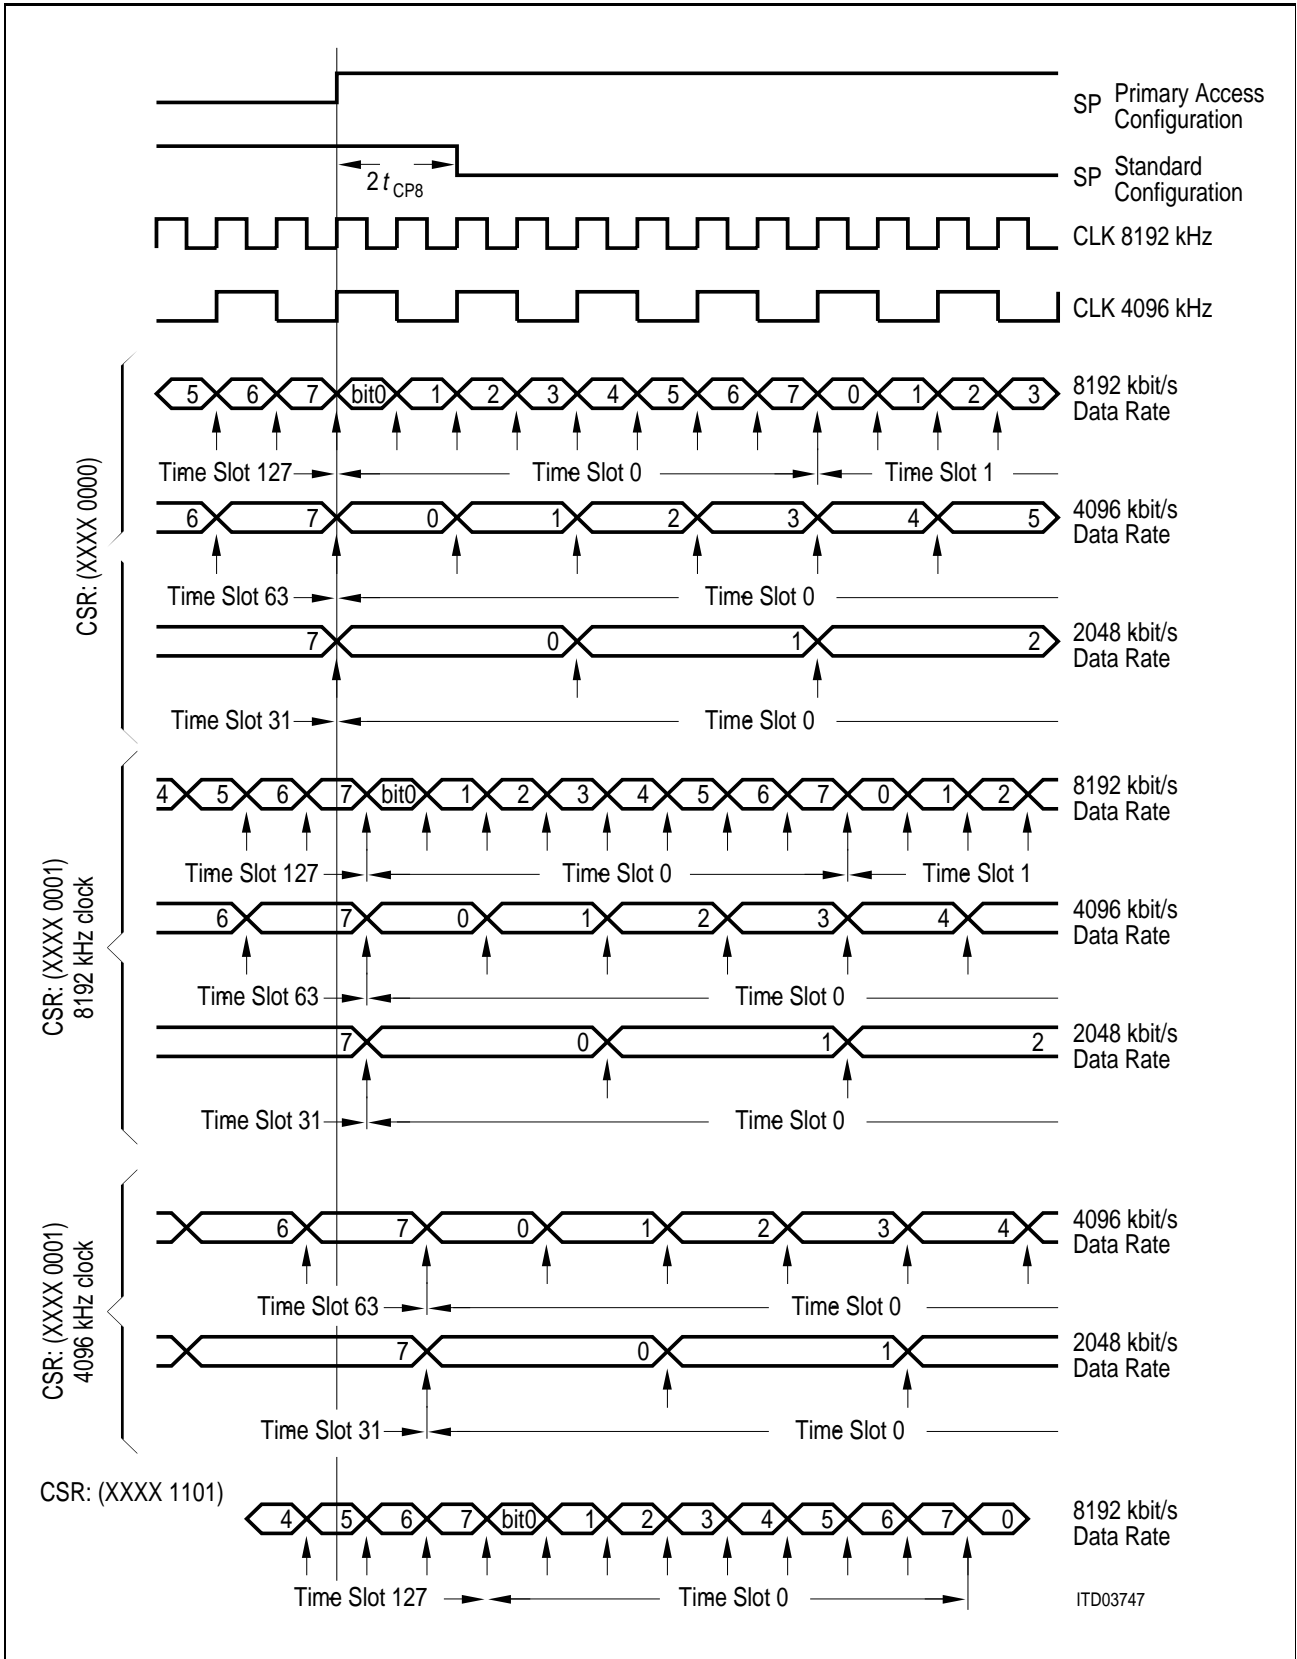 SP Primary Access
Configuration
2 t CP8
SP Standard
Configuration
CLK 8192 kHz
CLK 4096 kHz
CSR: (XXXX 0000)
5 6 7 bit0 1 2 3 4 5 6 7 0 1 2 3
8192 kbit/s
Data Rate
Time Slot 127 Time Slot 0 Time Slot 1
6 7 0 1 2 3 4 5
4096 kbit/s
Data Rate
Time Slot 63 Time Slot 0
7 0 1 2
2048 kbit/s
Data Rate
Time Slot 31 Time Slot 0
CSR: (XXXX 0001)
8192 kHz clock
4 5 6 7 bit0 1 2 3 4 5 6 7 0 1 2
8192 kbit/s
Data Rate
Time Slot 127 Time Slot 0 Time Slot 1
6 7 0 1 2 3 4
4096 kbit/s
Data Rate
Time Slot 63 Time Slot 0
7 0 1 2
2048 kbit/s
Data Rate
Time Slot 31 Time Slot 0
CSR: (XXXX 0001)
4096 kHz clock
6 7 0 1 2 3 4
4096 kbit/s
Data Rate
Time Slot 63 Time Slot 0
7 0 1
2048 kbit/s
Data Rate
Time Slot 31 Time Slot 0
CSR: (XXXX 1101)
4 5 6 7 bit0 1 2 3 4 5 6 7 0
8192 kbit/s
Data Rate
Time Slot 127 Time Slot 0
ITD03747